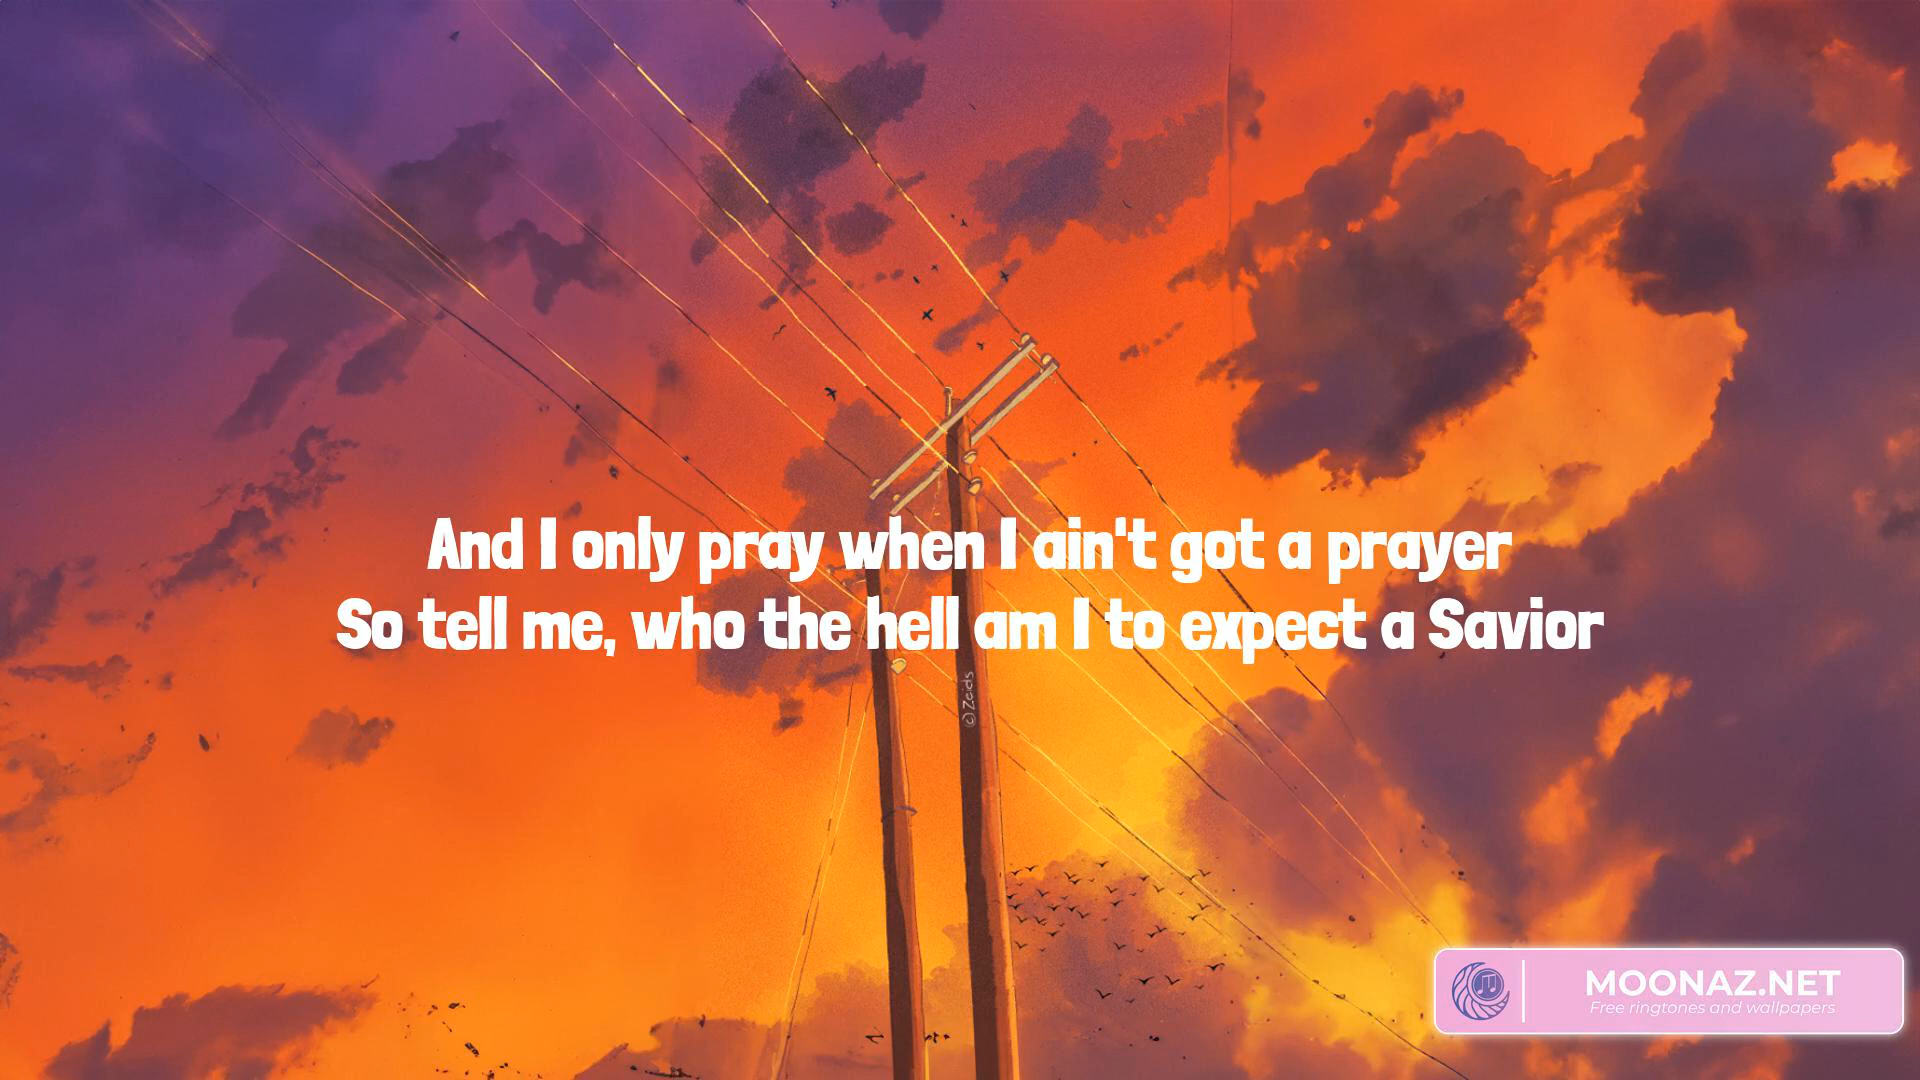 And I only pray when I ain't got a prayer
So tell me, who the hell am I to expect a Savior
©Zaids
MOONAZ.NET
Free ringtones and wallpapers